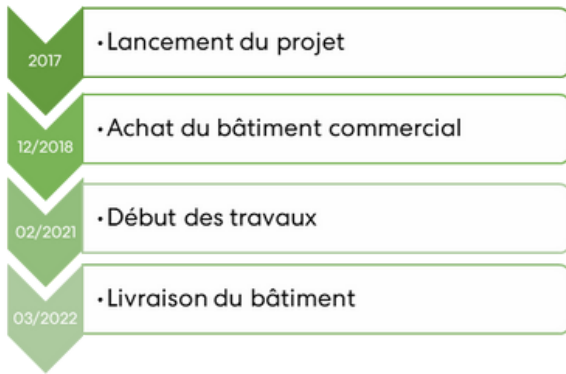 2017
•Lancement du projet
12/2018
•Achat du bâtiment commercial
02/2021
•Début des travaux
03/2022
•Livraison du bâtiment